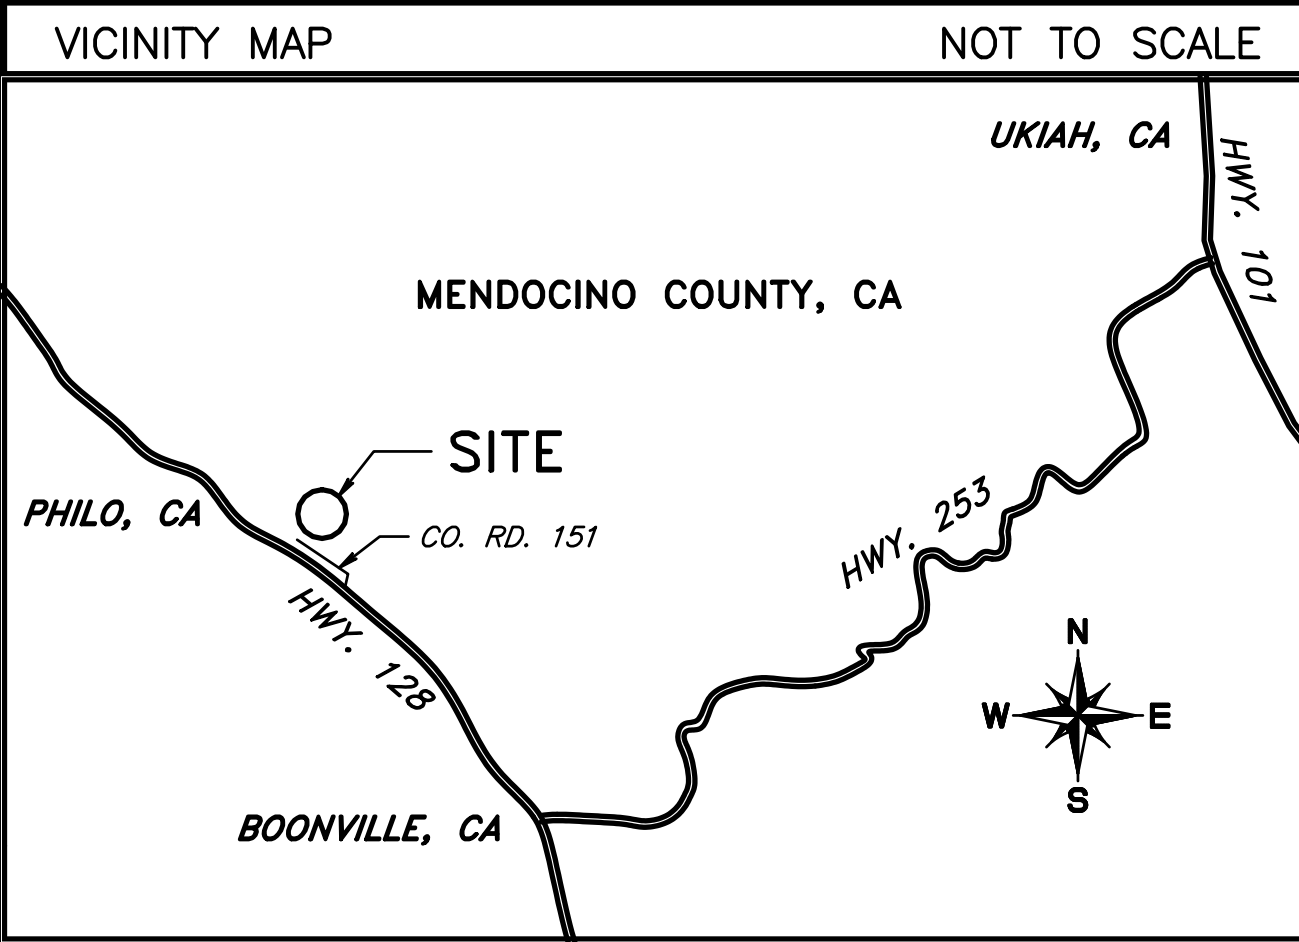 VICINITY MAP
NOT TO SCALE
UKIAH, CA
HWY. 101
MENDOCINO COUNTY, CA
SITE
PHILO, CA
CO. RD. 151
HWY. 253
HWY. 128
N
W
E
S
BOONVILLE, CA